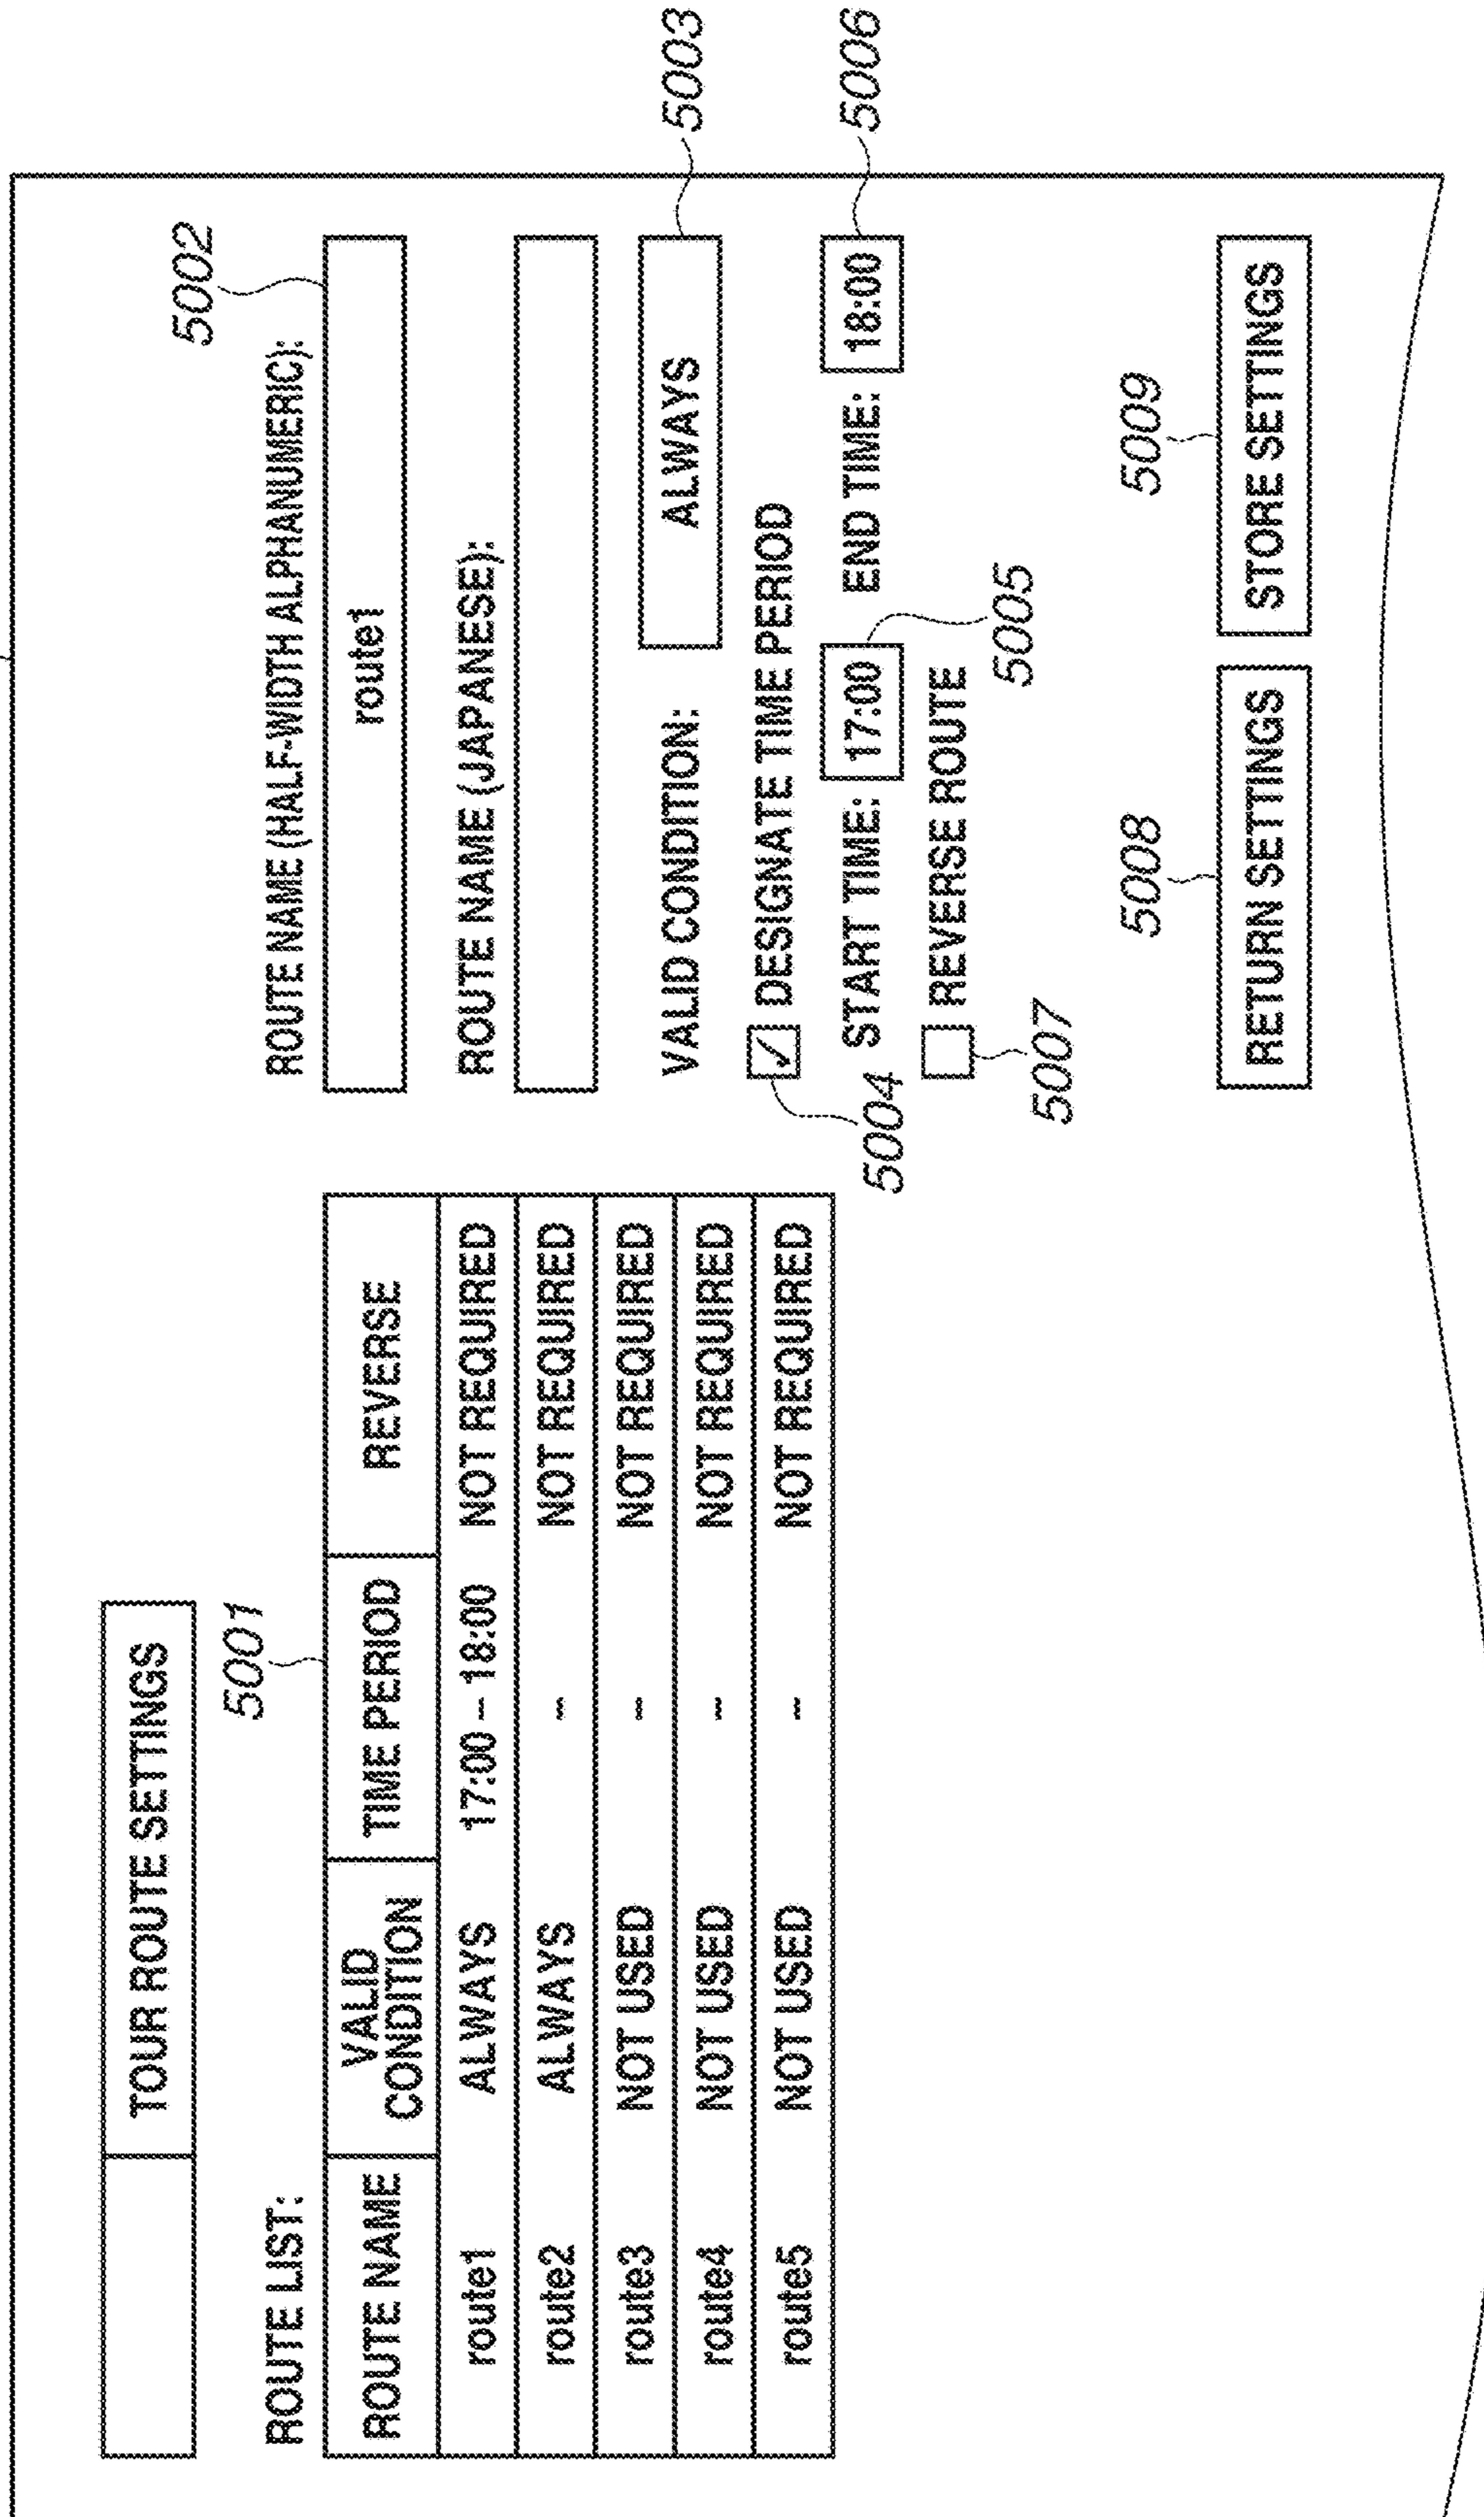 TOUR ROUTE SETTINGS
ROUTE LIST:
5001
ROUTE NAME VALID CONDITION TIME PERIOD REVERSE
route1 ALWAYS 17:00 – 18:00 NOT REQUIRED
route2 ALWAYS – NOT REQUIRED
route3 NOT USED – NOT REQUIRED
route4 NOT USED – NOT REQUIRED
route5 NOT USED – NOT REQUIRED
5002
ROUTE NAME (HALF-WIDTH ALPHANUMERIC):
route1
ROUTE NAME (JAPANESE):
VALID CONDITION: ALWAYS 5003
✓ DESIGNATE TIME PERIOD
5004
START TIME: 17:00 END TIME: 18:00 5006
5005
REVERSE ROUTE
5007
5008 5009
RETURN SETTINGS STORE SETTINGS